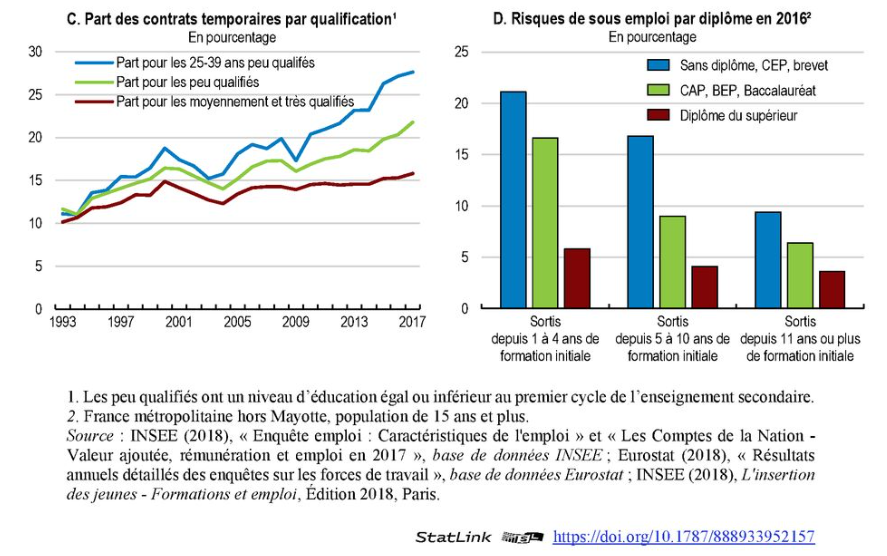 C. Part des contrats temporaires par qualification¹
En pourcentage
30
25
20
15
10
5
0
Part pour les 25-39 ans peu qualifés
Part pour les peu qualifiés
Part pour les moyennement et très qualifiés
1993 1997 2001 2005 2009 2013 2017
D. Risques de sous emploi par diplôme en 2016²
En pourcentage
25
20
15
10
5
0
Sans diplôme, CEP, brevet
CAP, BEP, Baccalauréat
Diplôme du supérieur
Sortis
depuis 1 à 4 ans de
formation initiale
Sortis
depuis 5 à 10 ans de
formation initiale
Sortis
depuis 11 ans ou plus
de formation initiale
1. Les peu qualifiés ont un niveau d’éducation égal ou inférieur au premier cycle de l’enseignement secondaire.
2. France métropolitaine hors Mayotte, population de 15 ans et plus.
Source : INSEE (2018), « Enquête emploi : Caractéristiques de l'emploi » et « Les Comptes de la Nation -
Valeur ajoutée, rémunération et emploi en 2017 », base de données INSEE ; Eurostat (2018), « Résultats
annuels détaillés des enquêtes sur les forces de travail », base de données Eurostat ; INSEE (2018), L'insertion
des jeunes - Formations et emploi, Édition 2018, Paris.
StatLink https://doi.org/10.1787/888933952157